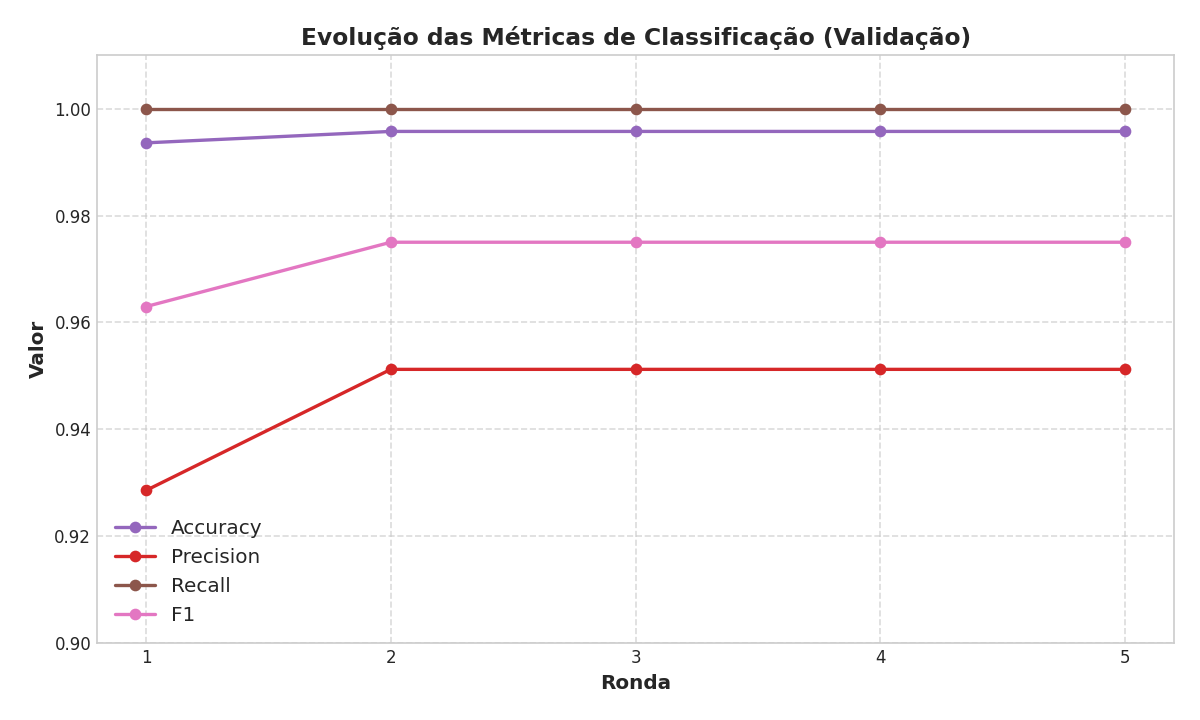 Evolução das Métricas de Classificação (Validação)
1.00
0.98
0.96
0.94
0.92
0.90
Valor
Accuracy
Precision
Recall
F1
1 2 3 4 5
Ronda